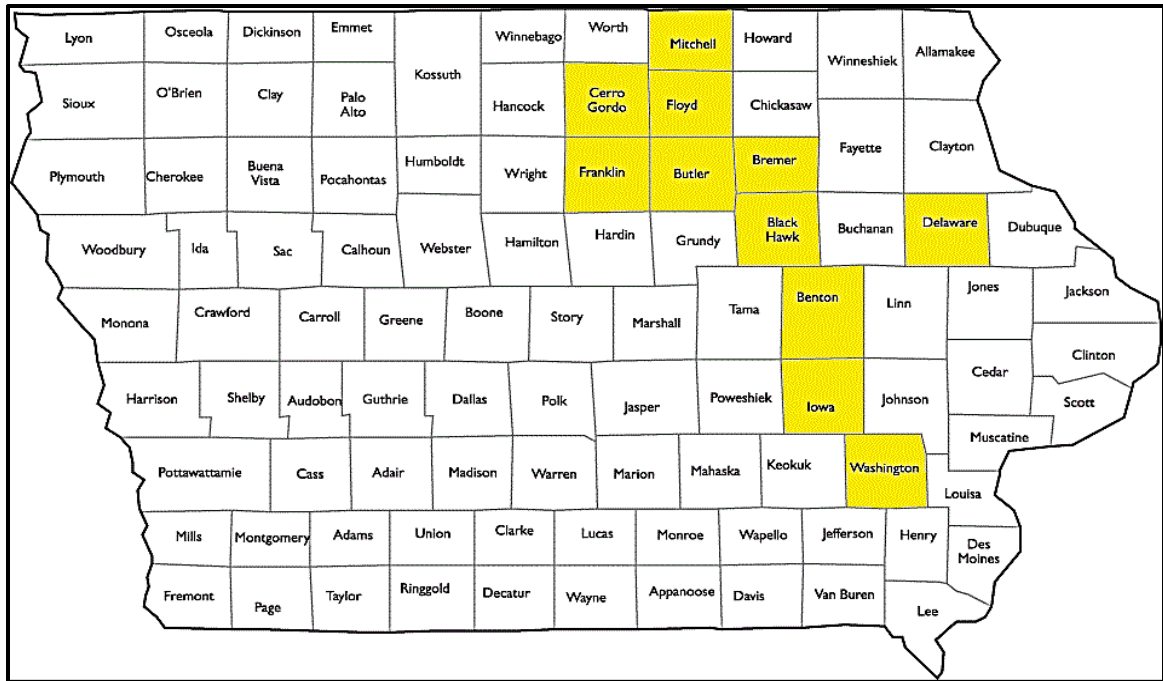 Lyon
Osceola
Dickinson
Emmet
Kossuth
Winnebago
Worth
Mitchell
Howard
Winneshiek
Allamakee
Sioux
O'Brien
Clay
Palo
Alto
Hancock
Cerro
Gordo
Floyd
Chickasaw
Plymouth
Cherokee
Buena
Vista
Pocahontas
Humboldt
Wright
Franklin
Butler
Bremer
Fayette
Clayton
Woodbury
Ida
Sac
Calhoun
Webster
Hamilton
Hardin
Grundy
Black
Hawk
Buchanan
Delaware
Dubuque
Monona
Crawford
Carroll
Greene
Boone
Story
Marshall
Tama
Benton
Linn
Jones
Jackson
Clinton
Harrison
Shelby
Audobon
Guthrie
Dallas
Polk
Jasper
Poweshiek
Iowa
Johnson
Cedar
Scott
Muscatine
Pottawattamie
Cass
Adair
Madison
Warren
Marion
Mahaska
Keokuk
Washington
Louisa
Mills
Montgomery
Adams
Union
Clarke
Lucas
Monroe
Wapello
Jefferson
Henry
Des
Moines
Fremont
Page
Taylor
Ringgold
Decatur
Wayne
Appanoose
Davis
Van Buren
Lee